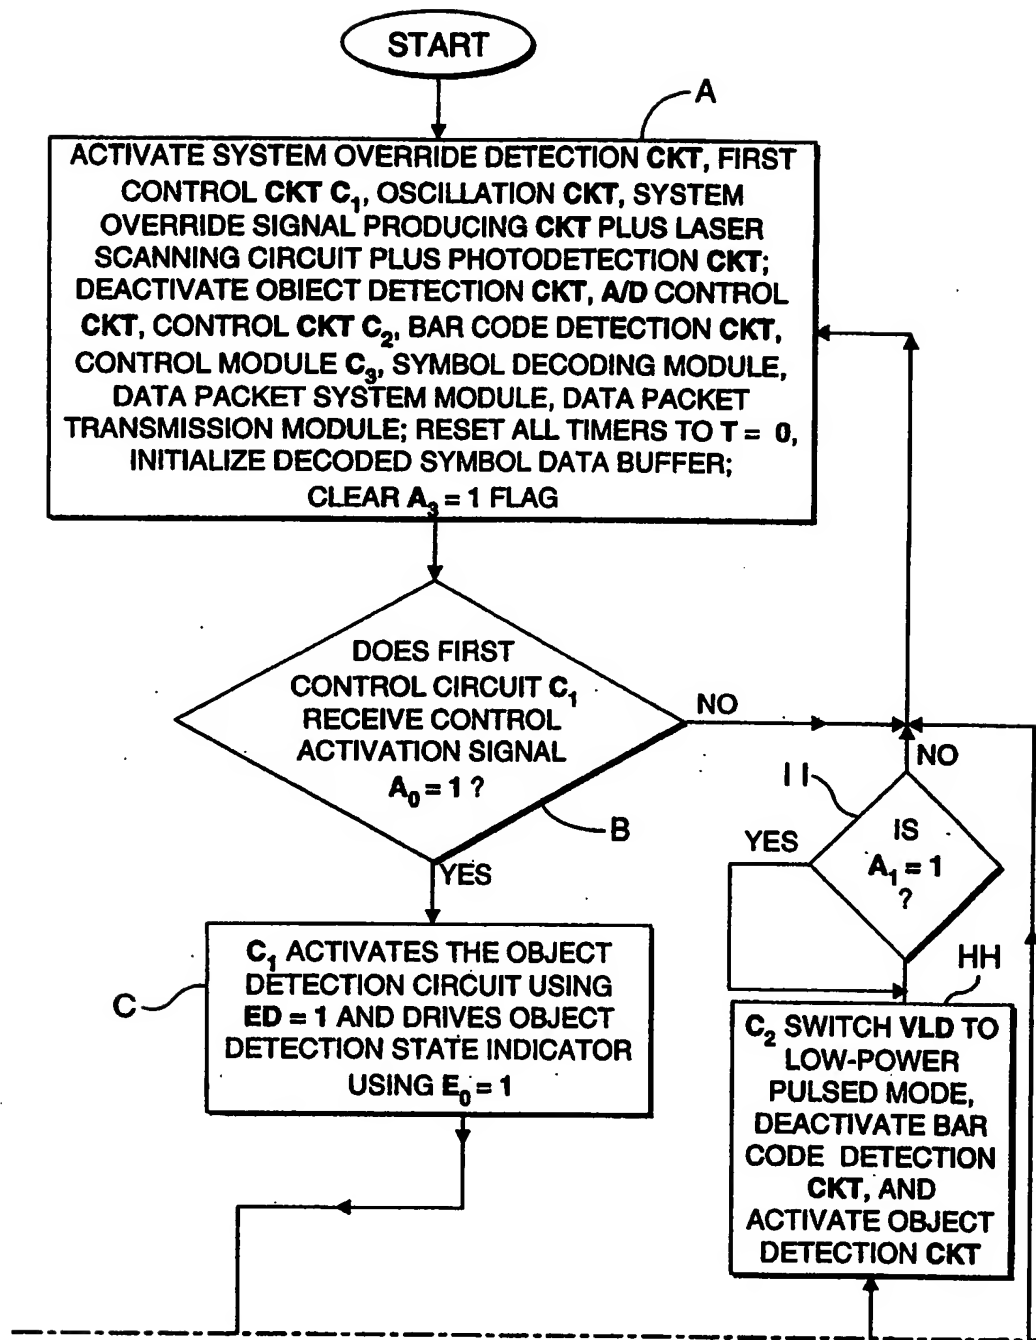 START
A
ACTIVATE SYSTEM OVERRIDE DETECTION CKT, FIRST
CONTROL CKT C₁, OSCILLATION CKT, SYSTEM
OVERRIDE SIGNAL PRODUCING CKT PLUS LASER
SCANNING CIRCUIT PLUS PHOTODETECTION CKT;
DEACTIVATE OBIECT DETECTION CKT, A/D CONTROL
CKT, CONTROL CKT C₂, BAR CODE DETECTION CKT,
CONTROL MODULE C₃, SYMBOL DECODING MODULE,
DATA PACKET SYSTEM MODULE, DATA PACKET
TRANSMISSION MODULE; RESET ALL TIMERS TO T = 0,
INITIALIZE DECODED SYMBOL DATA BUFFER;
CLEAR A₃ = 1 FLAG
DOES FIRST
CONTROL CIRCUIT C₁
RECEIVE CONTROL
ACTIVATION SIGNAL
A₀ = 1 ?
NO
B
YES
II
NO
YES
IS
A₁ = 1
?
C
C₁ ACTIVATES THE OBJECT
DETECTION CIRCUIT USING
ED = 1 AND DRIVES OBJECT
DETECTION STATE INDICATOR
USING E₀ = 1
HH
C₂ SWITCH VLD TO
LOW-POWER
PULSED MODE,
DEACTIVATE BAR
CODE DETECTION
CKT, AND
ACTIVATE OBJECT
DETECTION CKT